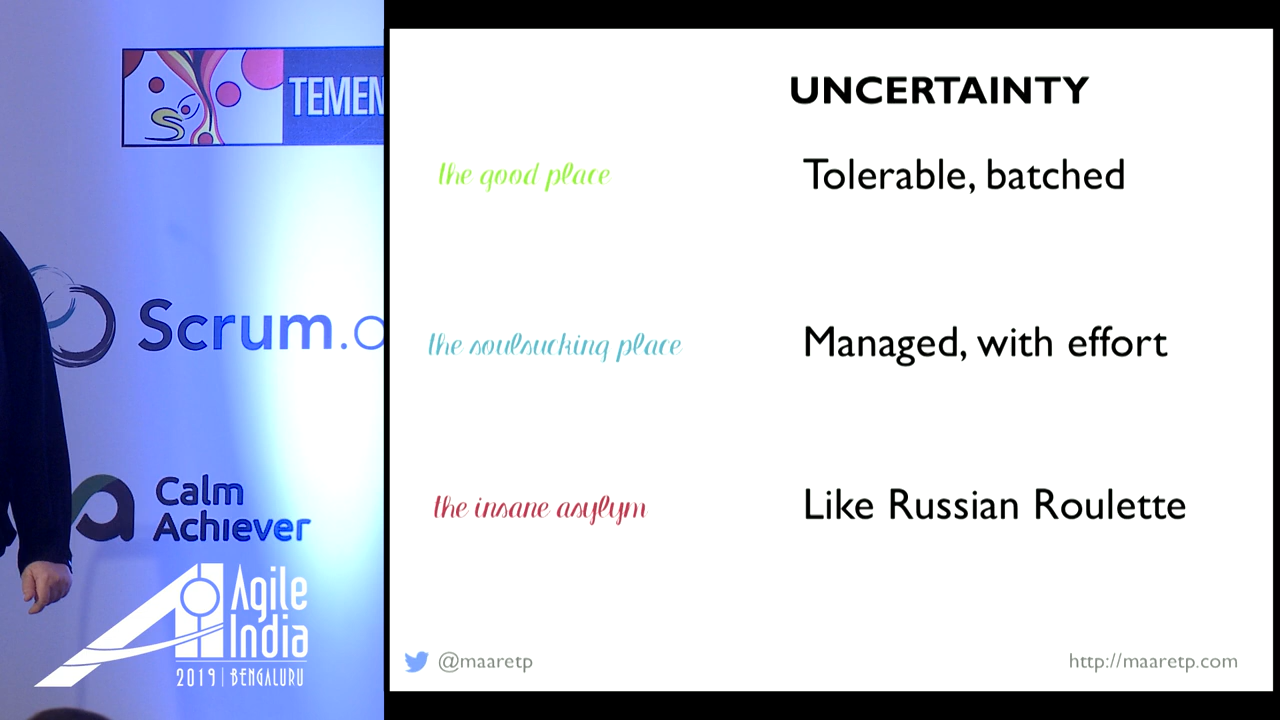 TEMEN
Scrum.o
Calm
Achiever
Agile
India
2019 | BENGALURU
UNCERTAINTY
the good place
Tolerable, batched
the soulsucking place
Managed, with effort
the insane asylym
Like Russian Roulette
@maaretp
http://maaretp.com